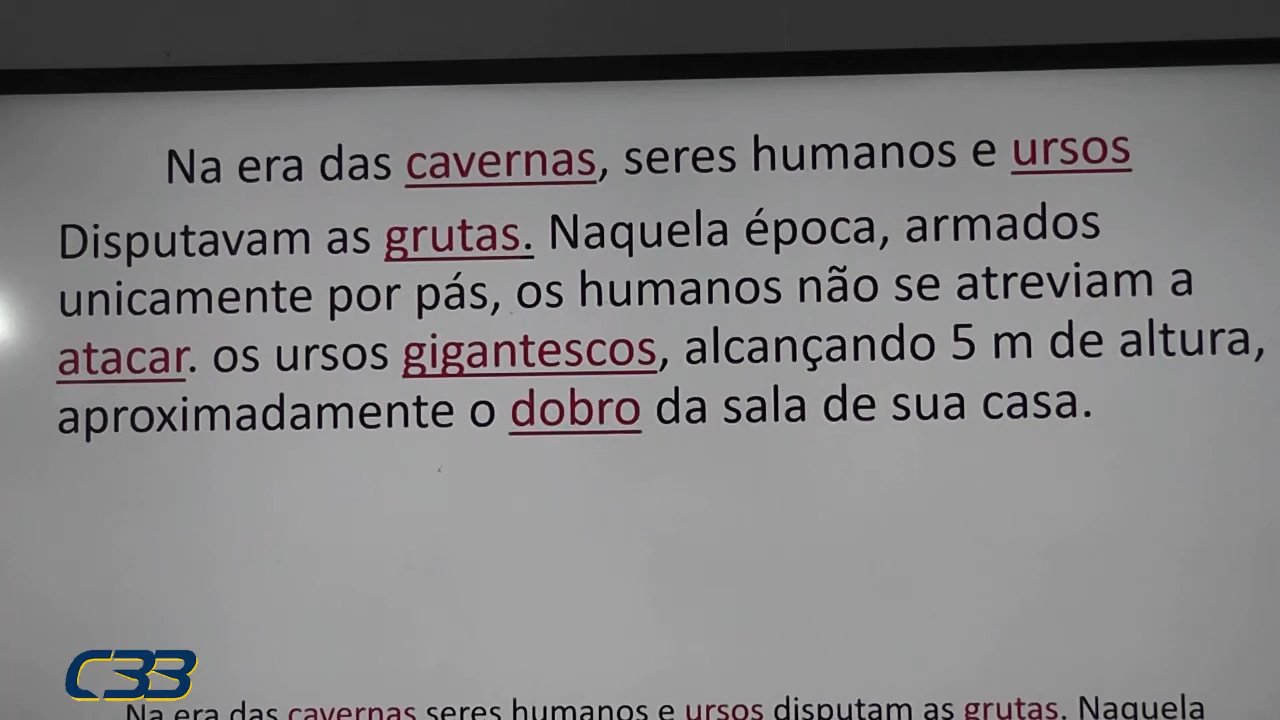 Na era das cavernas, seres humanos e ursos
Disputavam as grutas. Naquela época, armados
unicamente por pás, os humanos não se atreviam a
atacar. os ursos gigantescos, alcançando 5 m de altura,
aproximadamente o dobro da sala de sua casa.
C33
Na era das cavernas seres humanos e ursos disputam as grutas. Naquela